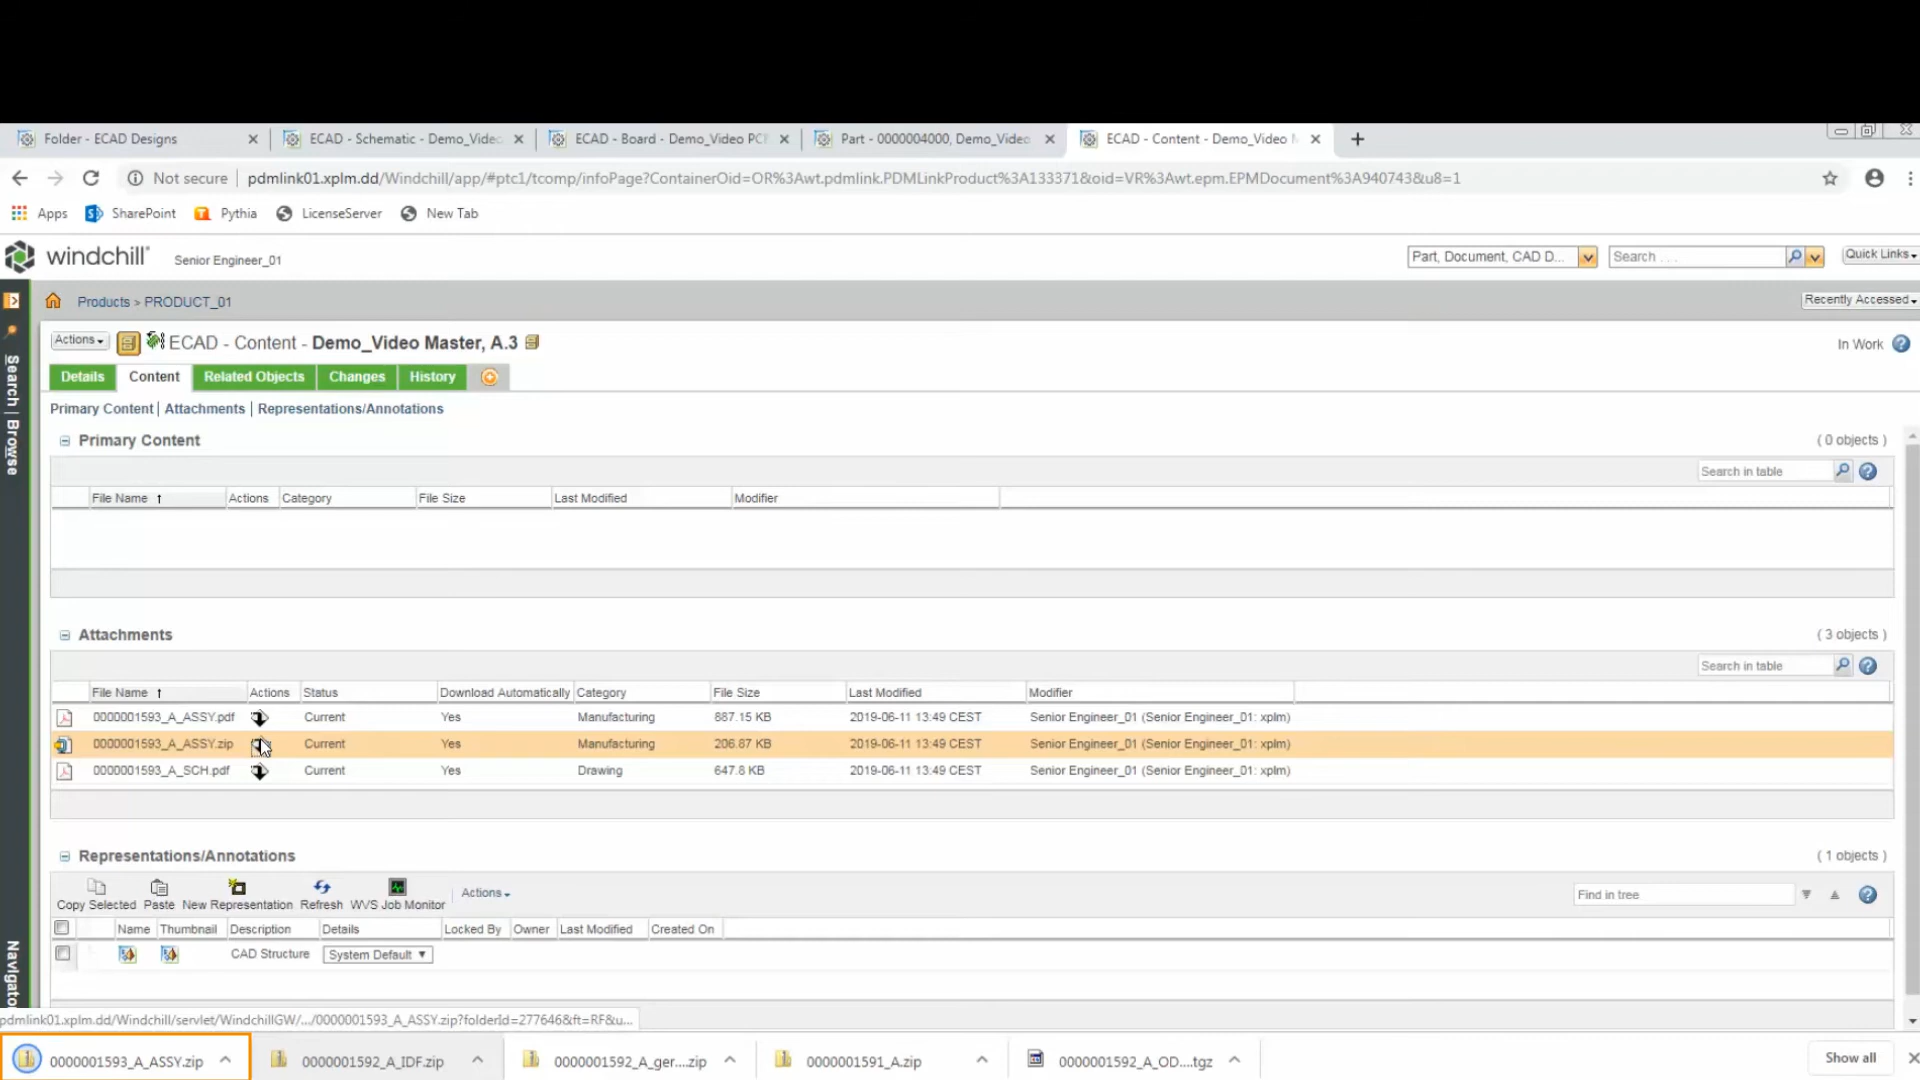 Folder - ECAD Designs
ECAD - Schematic - Demo_Video
ECAD - Board - Demo_Video PCB
Part - 0000004000, Demo_Video
ECAD - Content - Demo_Video M
Not secure
pdmlink01.xplm.dd/Windchill/app/#ptc1/tcomp/infoPage?ContainerOid=OR%3Awt.pdmlink.PDMLinkProduct%3A133371&oid=VR%3Awt.epm.EPMDocument%3A940743&u8=1
Apps SharePoint Pythia LicenseServer New Tab
windchill Senior Engineer_01
Part, Document, CAD D...
Search . . .
Quick Links
Products > PRODUCT_01
Recently Accessed
Actions ECAD - Content - Demo_Video Master, A.3
In Work
Details Content Related Objects Changes History
Primary Content | Attachments | Representations/Annotations
Search | Browse
Navigato
Primary Content
( 0 objects )
Search in table
File Name Actions Category File Size Last Modified Modifier
Attachments
( 3 objects )
Search in table
File Name Actions Status Download Automatically Category File Size Last Modified Modifier
0000001593_A_ASSY.pdf Current Yes Manufacturing 887.15 KB 2019-06-11 13:49 CEST Senior Engineer_01 (Senior Engineer_01: xplm)
0000001593_A_ASSY.zip Current Yes Manufacturing 206.87 KB 2019-06-11 13:49 CEST Senior Engineer_01 (Senior Engineer_01: xplm)
0000001593_A_SCH.pdf Current Yes Drawing 647.8 KB 2019-06-11 13:49 CEST Senior Engineer_01 (Senior Engineer_01: xplm)
Representations/Annotations
( 1 objects )
Copy Selected Paste New Representation Refresh WVS Job Monitor Actions
Find in tree
Name Thumbnail Description Details Locked By Owner Last Modified Created On
CAD Structure System Default
pdmlink01.xplm.dd/Windchill/servlet/WindchillGW/.../0000001593_A_ASSY.zip?folderId=277646&ft=RF&u...
0000001593_A_ASSY.zip
0000001592_A_IDF.zip
0000001592_A_ger....zip
0000001591_A.zip
0000001592_A_OD....tgz
Show all